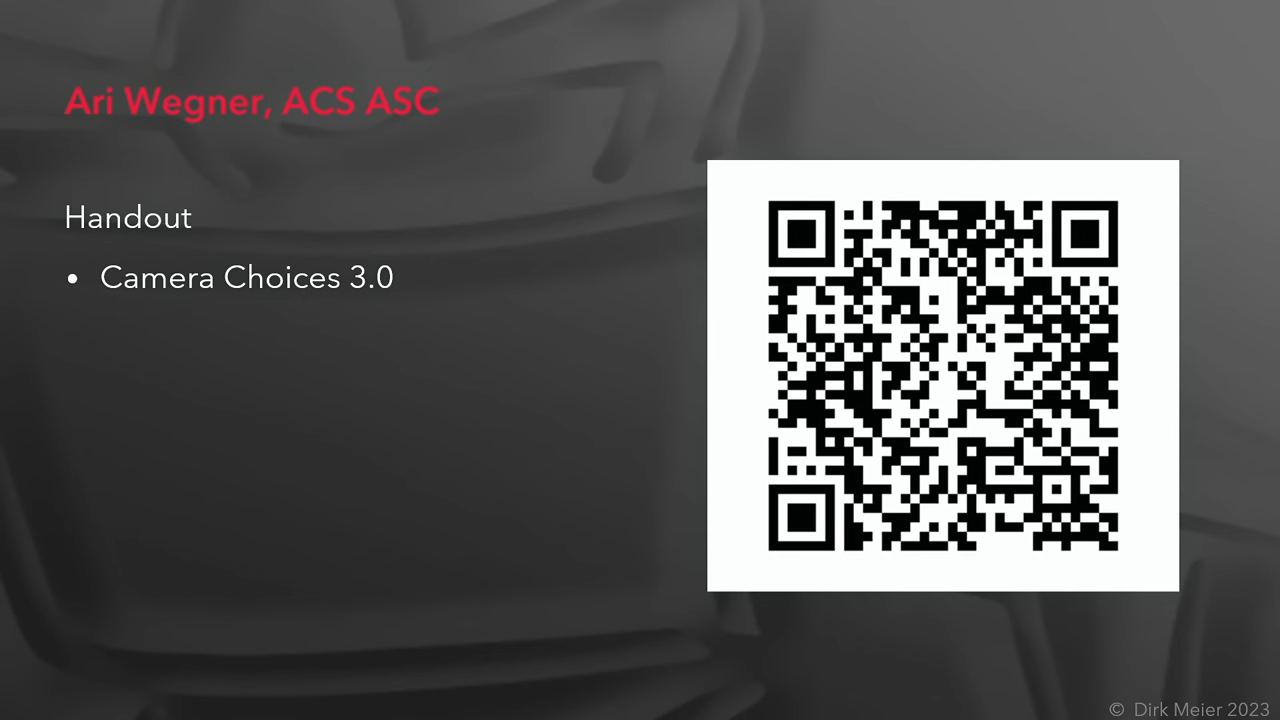 Ari Wegner, ACS ASC
Handout
• Camera Choices 3.0
© Dirk Meier 2023